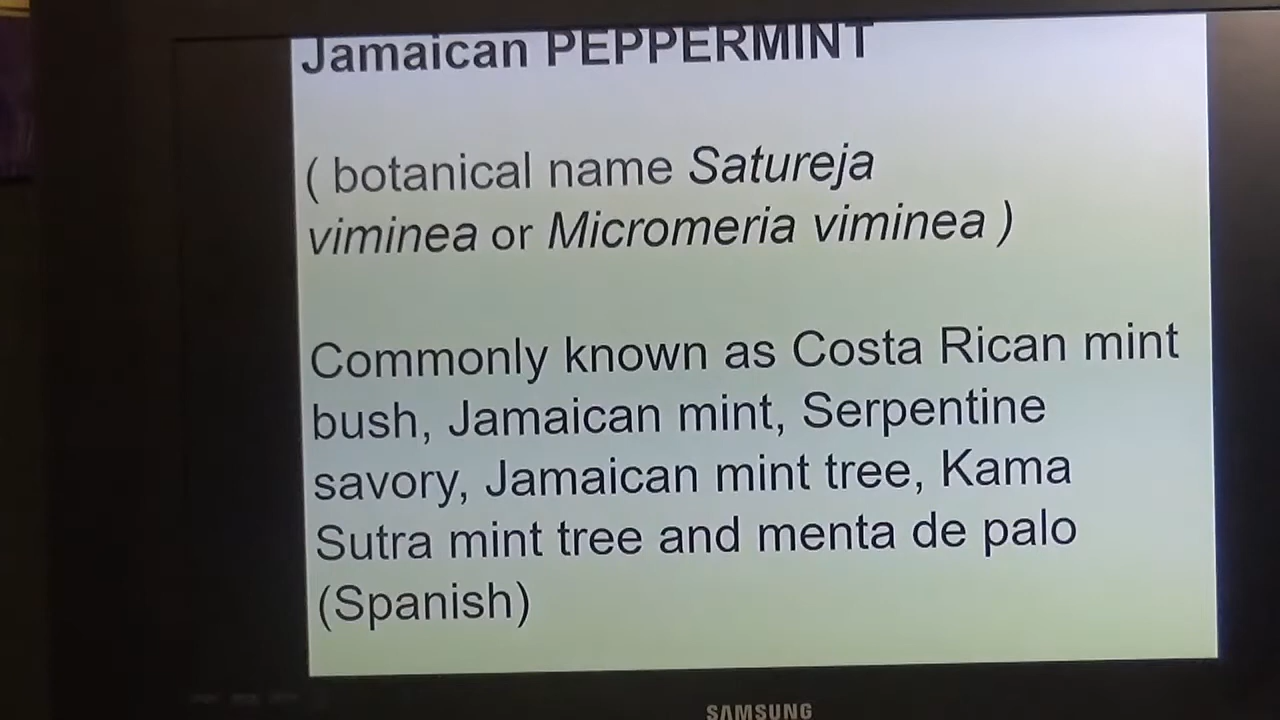 Jamaican PEPPERMINT
( botanical name Satureja
viminea or Micromeria viminea )
Commonly known as Costa Rican mint
bush, Jamaican mint, Serpentine
savory, Jamaican mint tree, Kama
Sutra mint tree and menta de palo
(Spanish)
SAMSUNG